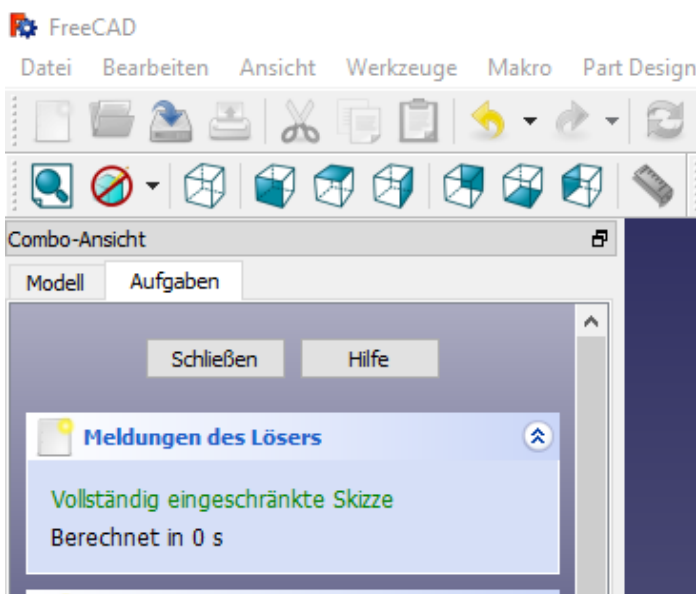 FreeCAD
Datei Bearbeiten Ansicht Werkzeuge Makro Part Design
Combo-Ansicht
Modell Aufgaben
Schließen Hilfe
Meldungen des Lösers
Vollständig eingeschränkte Skizze
Berechnet in 0 s